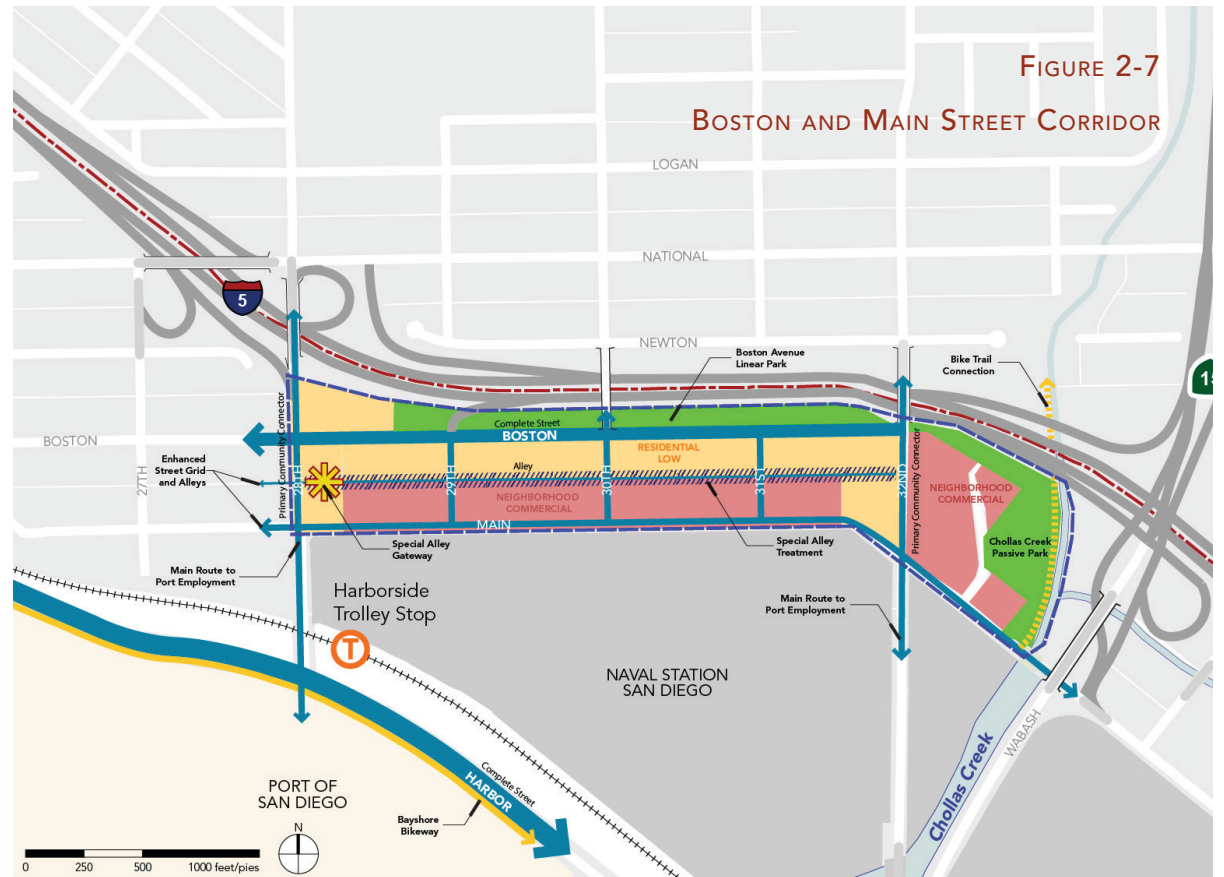 FIGURE 2-7
BOSTON AND MAIN STREET CORRIDOR
LOGAN
NATIONAL
5
NEWTON
Boston Avenue
Linear Park
Bike Trail
Connection
15
Primary Community Connector
Complete Street
BOSTON
BOSTON
27TH
Enhanced
Street Grid
and Alleys
28TH
29TH
30TH
31ST
32ND
RESIDENTIAL
LOW
Alley
NEIGHBORHOOD
COMMERCIAL
Primary Community Connector
NEIGHBORHOOD
COMMERCIAL
MAIN
Chollas Creek
Passive Park
Special Alley
Gateway
Special Alley
Treatment
Main Route to
Port Employment
Harborside
Trolley Stop
T
Main Route to
Port Employment
NAVAL STATION
SAN DIEGO
WABASH
Chollas Creek
Complete Street
HARBOR
PORT OF
SAN DIEGO
Bayshore
Bikeway
N
0 250 500 1000 feet/pies